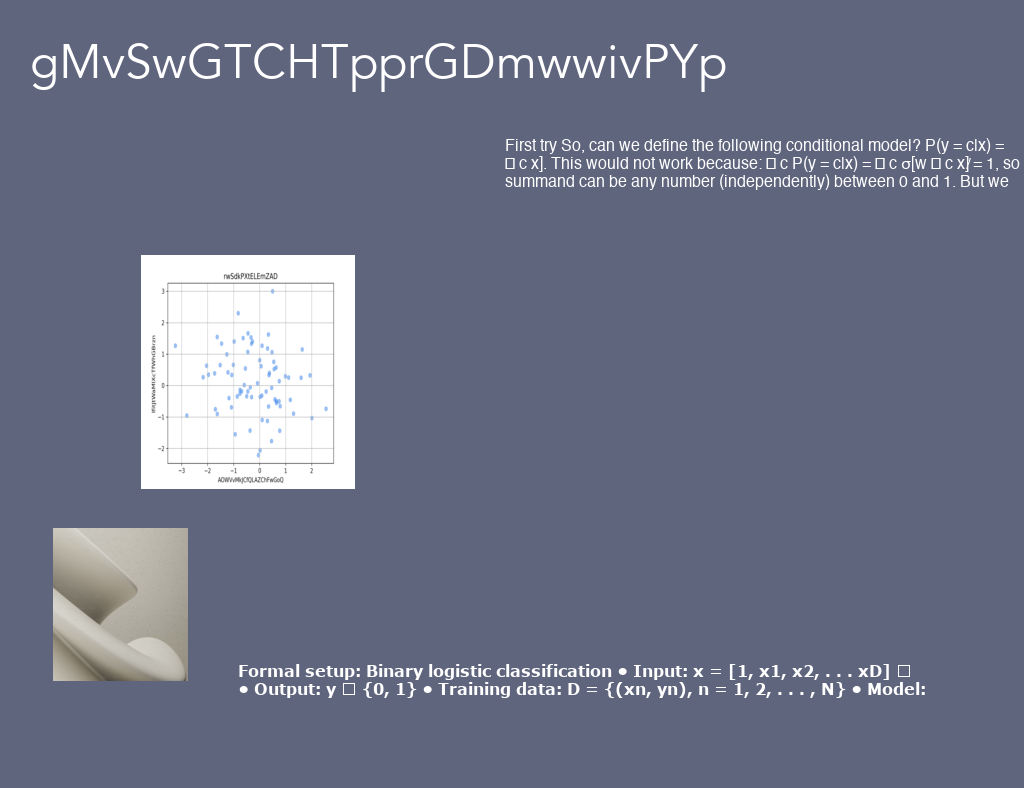 gMvSwGTCHTpprGDmwwivPYp
First try So, can we define the following conditional model? P(y = c|x) =
□ c x]. This would not work because: □ c P(y = c|x) = □ c σ[w □ c x]≠ = 1, so
summand can be any number (independently) between 0 and 1. But we
rwSdkPXtELEmZAD
3
2
1
0
−1
−2
−3 −2 −1 0 1 2
Formal setup: Binary logistic classification ● Input: x = [1, x1, x2, . . . xD] □
● Output: y □ {0, 1} ● Training data: D = {(xn, yn), n = 1, 2, . . . , N} ● Model: